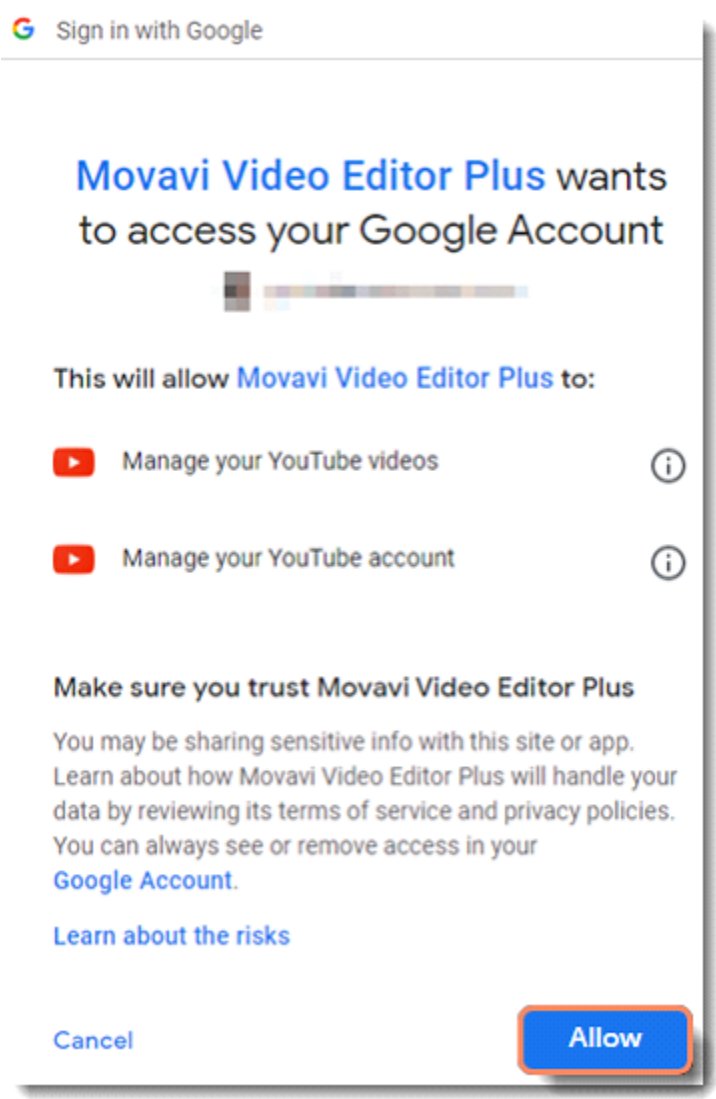 Sign in with Google
Movavi Video Editor Plus wants
to access your Google Account
This will allow Movavi Video Editor Plus to:
Manage your YouTube videos
Manage your YouTube account
Make sure you trust Movavi Video Editor Plus
You may be sharing sensitive info with this site or app.
Learn about how Movavi Video Editor Plus will handle your
data by reviewing its terms of service and privacy policies.
You can always see or remove access in your
Google Account.
Learn about the risks
Cancel
Allow